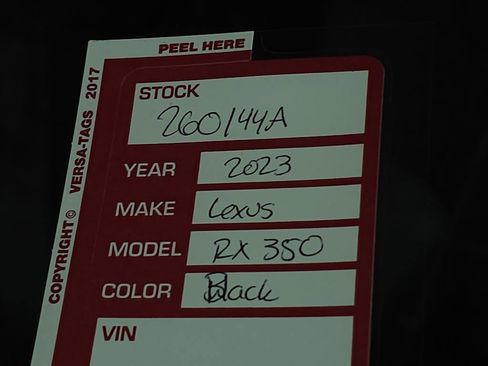 PEEL HERE
COPYRIGHT © VERSA-TAGS 2017
STOCK
260144A
YEAR 2023
MAKE Lexus
MODEL RX 350
COLOR Black
VIN